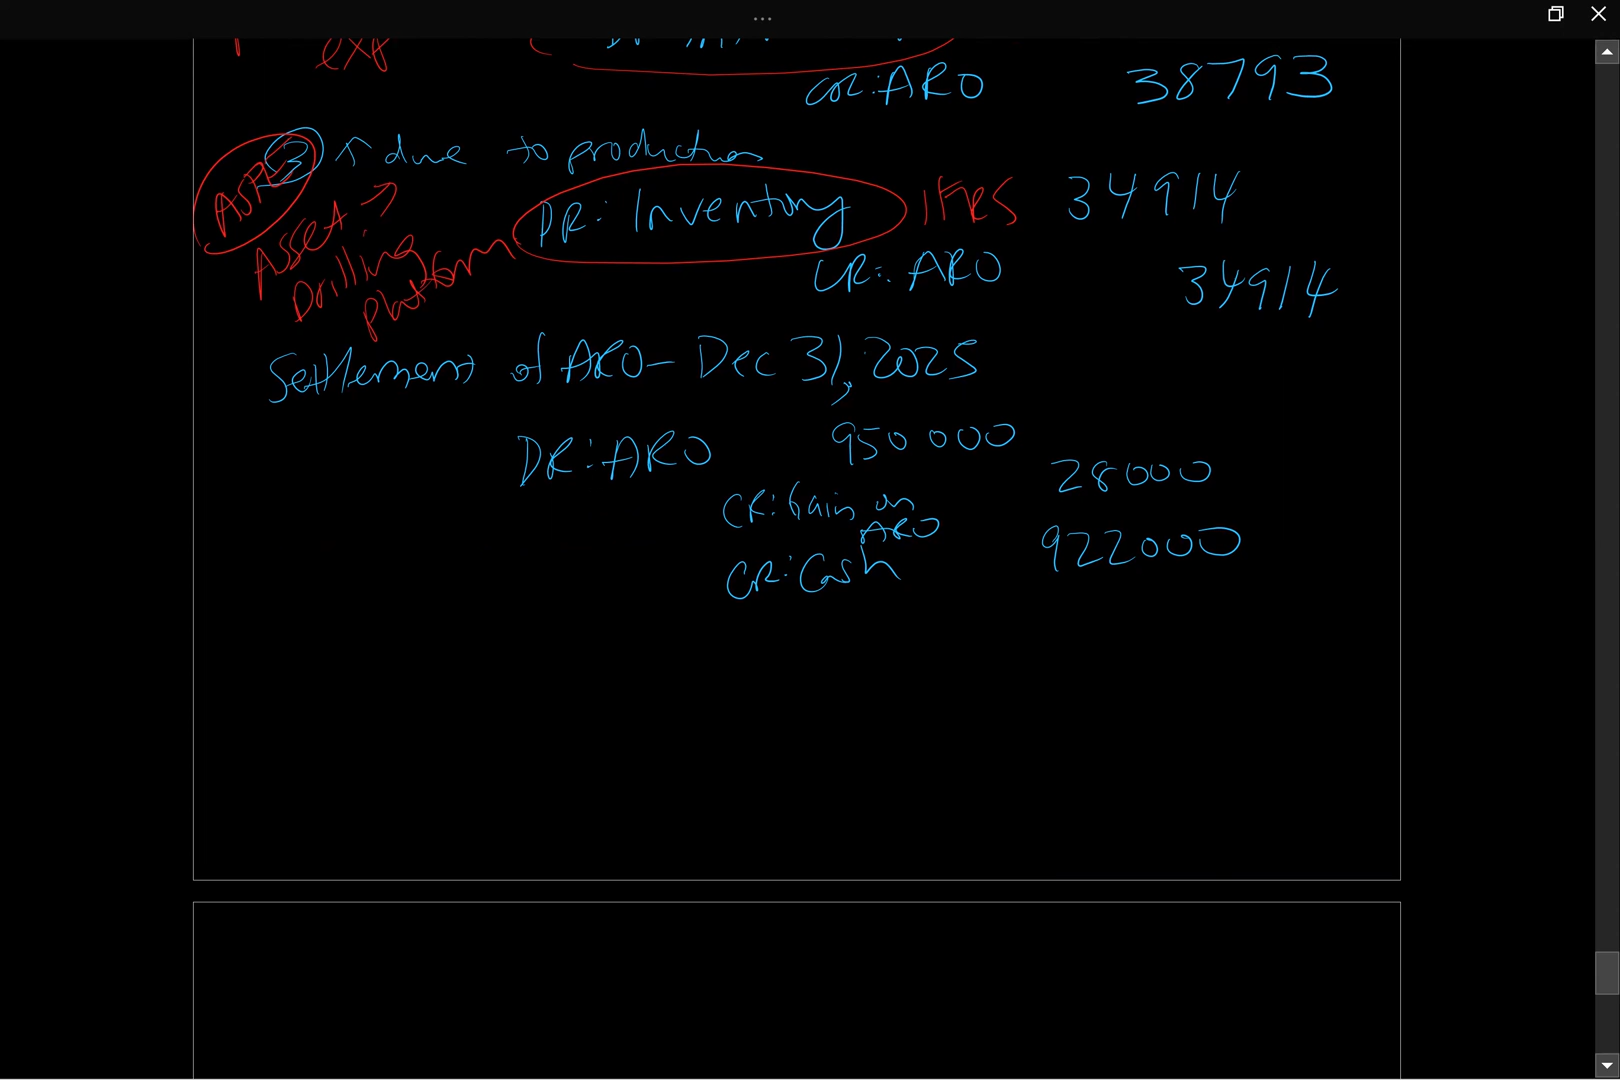 exp
CR: ARO 38793
ASPE 3 ↑ due to production
DR: Inventory IFRS 34914
Asset →
Drilling
platform
CR: ARO 34914
Settlement of ARO - Dec 31, 2025
DR: ARO 950 000
CR: Gain on ARO 28000
CR: Cash 922000